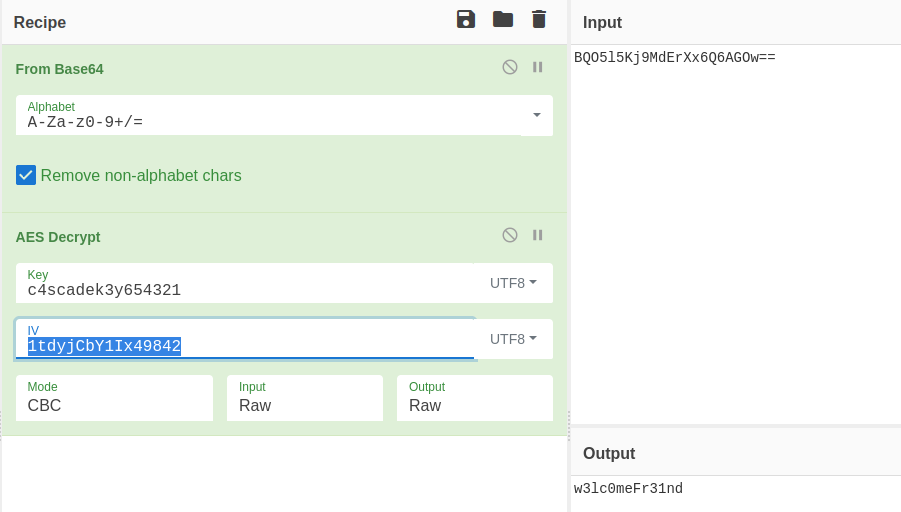 Recipe
From Base64
Alphabet
A-Za-z0-9+/=
Remove non-alphabet chars
AES Decrypt
Key
c4scadek3y654321
UTF8
IV
1tdyjCbY1Ix49842
UTF8
Mode
CBC
Input
Raw
Output
Raw
Input
BQO5l5Kj9MdErXx6Q6AGOw==
Output
w3lc0meFr31nd